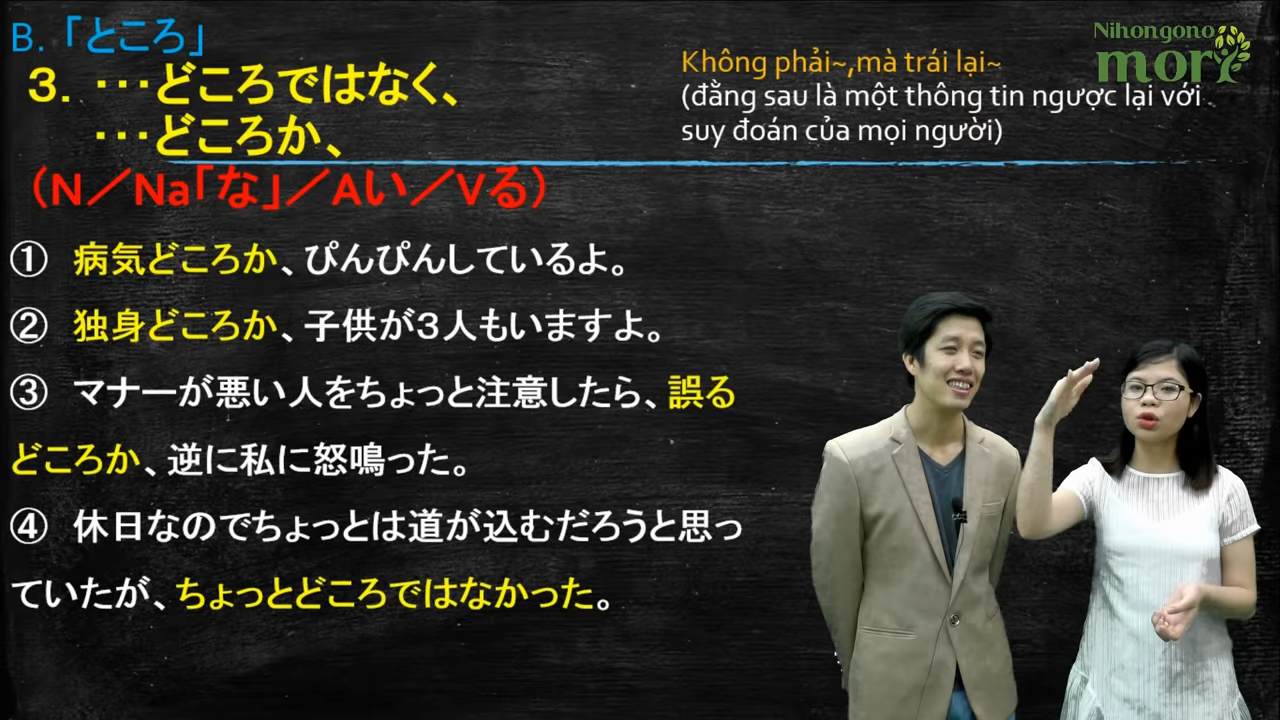 B. 「ところ」
３．･･･どころではなく、
･･･どころか、
（N／Na「な」／Aい／Vる）
Không phải~,mà trái lại~
(đằng sau là một thông tin ngược lại với
suy đoán của mọi người)
Nihongono
mori
① 病気どころか、ぴんぴんしているよ。
② 独身どころか、子供が３人もいますよ。
③ マナーが悪い人をちょっと注意したら、誤る
どころか、逆に私に怒鳴った。
④ 休日なのでちょっとは道が込むだろうと思っ
ていたが、ちょっとどころではなかった。